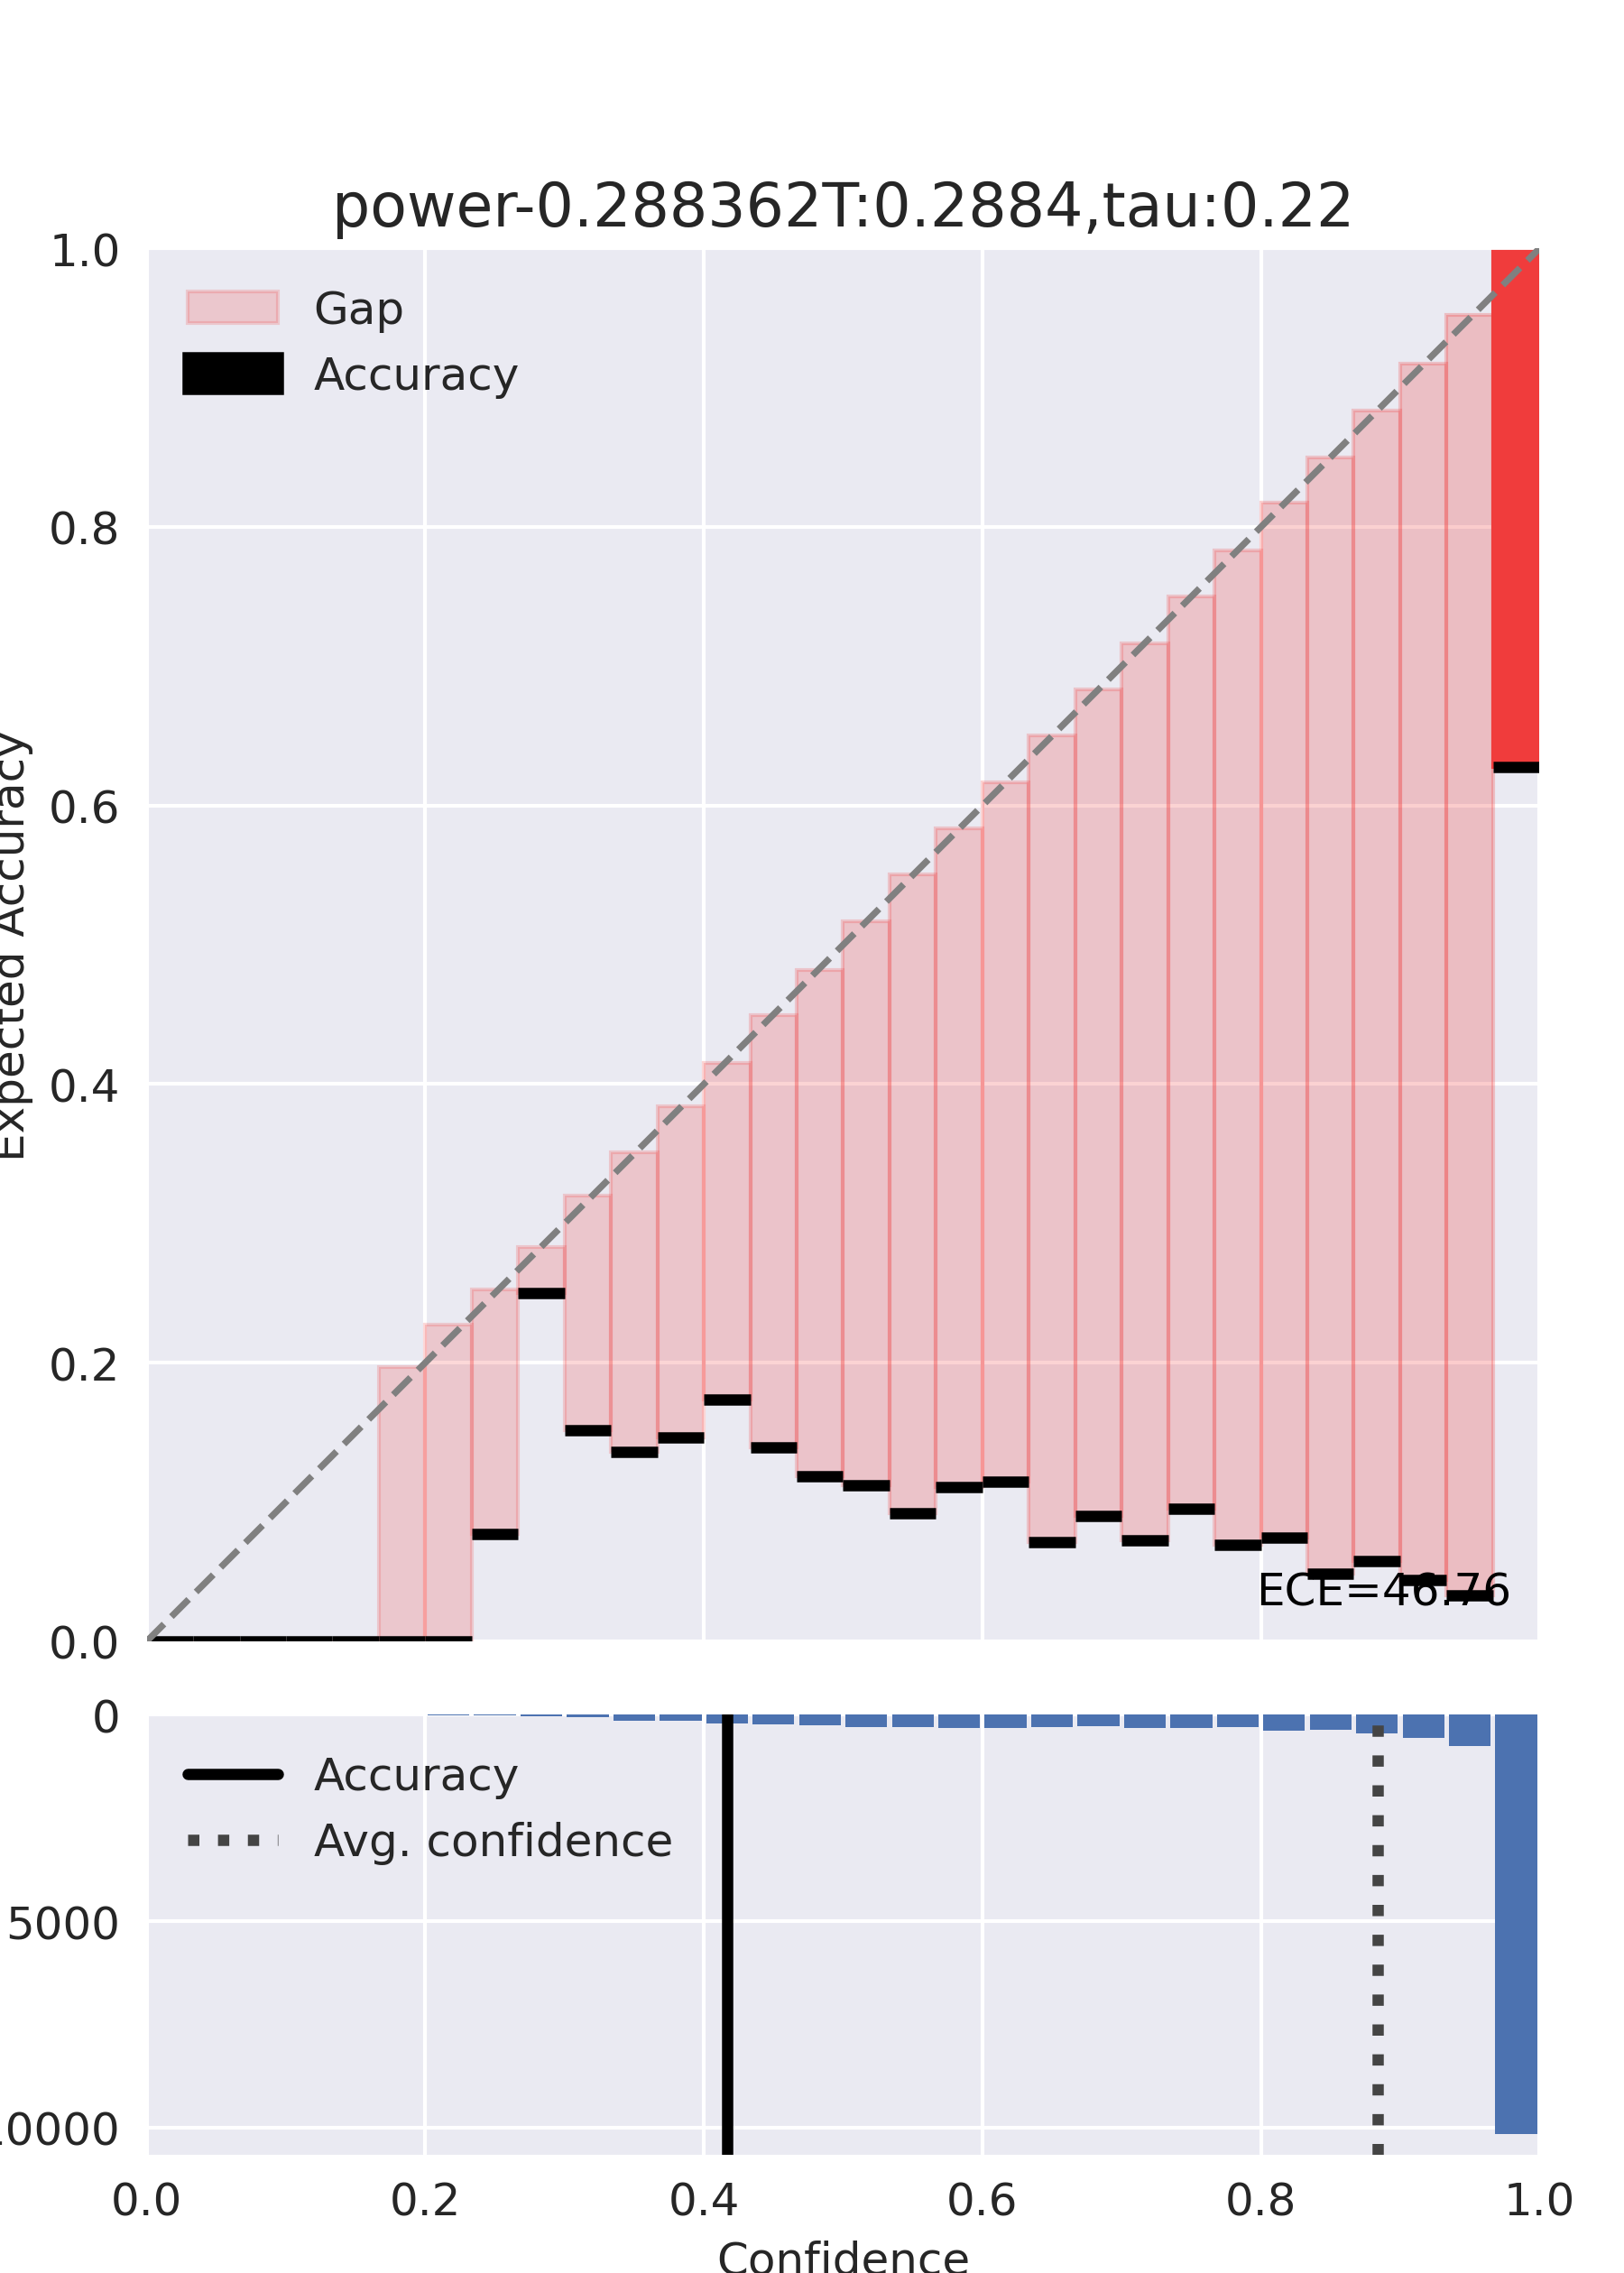 power-0.288362T:0.2884,tau:0.22
1.0
Gap
Accuracy
0.8
0.6
Expected Accuracy
0.4
0.2
ECE=46.76
0.0
0
Accuracy
Avg. confidence
5000
0000
0.0 0.2 0.4 0.6 0.8 1.0
Confidence